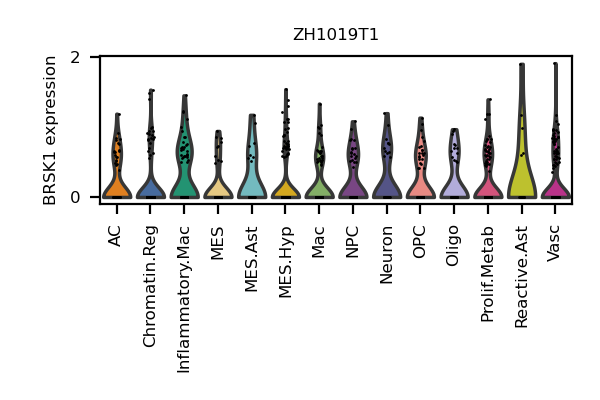 ZH1019T1
BRSK1 expression
2
0
AC
Chromatin.Reg
Inflammatory.Mac
MES
MES.Ast
MES.Hyp
Mac
NPC
Neuron
OPC
Oligo
Prolif.Metab
Reactive.Ast
Vasc